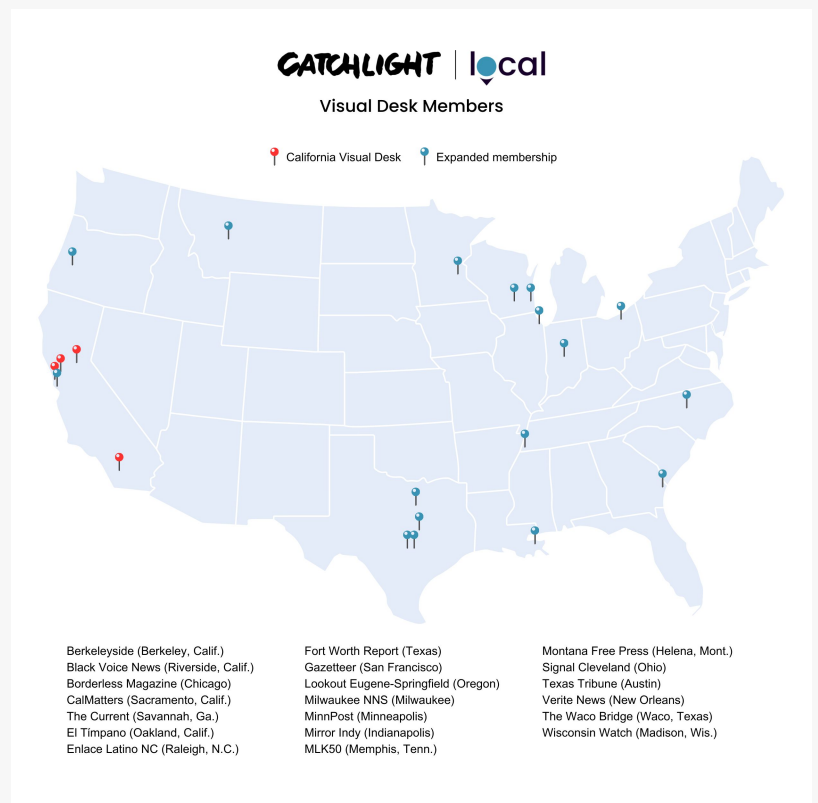 CATCHLIGHT | local
Visual Desk Members
California Visual Desk
Expanded membership
Berkeleyside (Berkeley, Calif.)
Black Voice News (Riverside, Calif.)
Borderless Magazine (Chicago)
CalMatters (Sacramento, Calif.)
The Current (Savannah, Ga.)
El Tímpano (Oakland, Calif.)
Enlace Latino NC (Raleigh, N.C.)
Fort Worth Report (Texas)
Gazetteer (San Francisco)
Lookout Eugene-Springfield (Oregon)
Milwaukee NNS (Milwaukee)
MinnPost (Minneapolis)
Mirror Indy (Indianapolis)
MLK50 (Memphis, Tenn.)
Montana Free Press (Helena, Mont.)
Signal Cleveland (Ohio)
Texas Tribune (Austin)
Verite News (New Orleans)
The Waco Bridge (Waco, Texas)
Wisconsin Watch (Madison, Wis.)